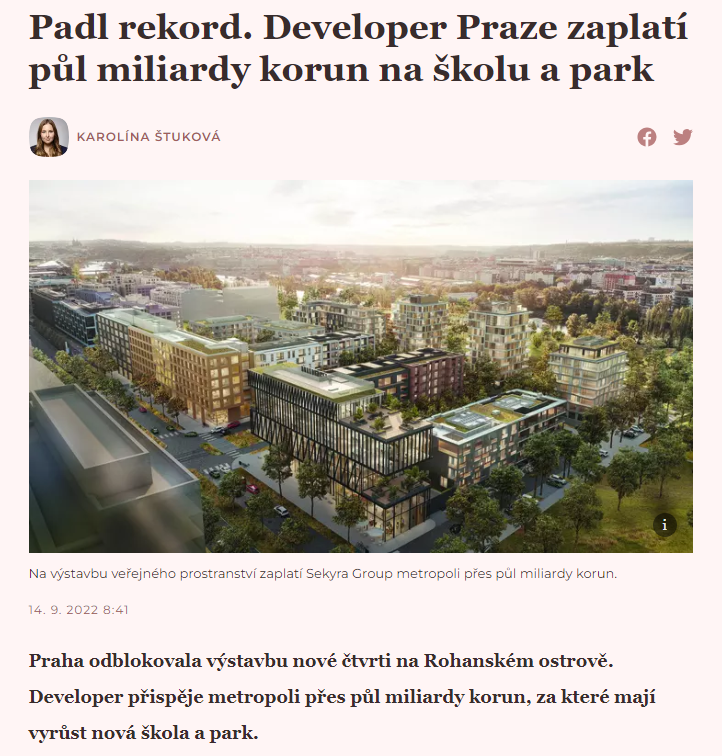 Padl rekord. Developer Praze zaplatí
půl miliardy korun na školu a park
KAROLÍNA ŠTUKOVÁ
i
Na výstavbu veřejného prostranství zaplatí Sekyra Group metropoli přes půl miliardy korun.
14. 9. 2022 8:41
Praha odblokovala výstavbu nové čtvrti na Rohanském ostrově.
Developer přispěje metropoli přes půl miliardy korun, za které mají
vyrůst nová škola a park.